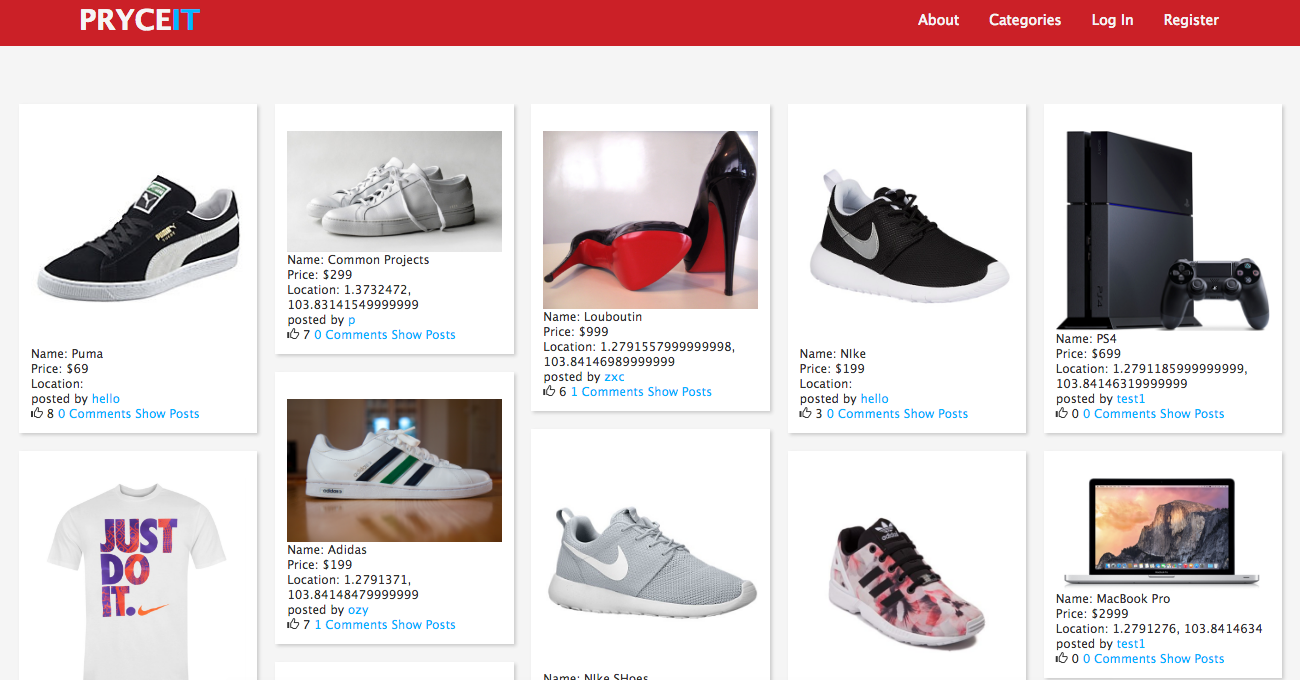 PRYCEIT
About Categories Log In Register
Name: Puma
Price: $69
Location:
posted by hello
8 0 Comments Show Posts
JUST
DO
IT.
Name: Common Projects
Price: $299
Location: 1.3732472,
103.83141549999999
posted by p
7 0 Comments Show Posts
adidas
Name: Adidas
Price: $199
Location: 1.2791371,
103.84148479999999
posted by ozy
7 1 Comments Show Posts
Name: Louboutin
Price: $999
Location: 1.2791557999999998,
103.84146989999999
posted by zxc
6 1 Comments Show Posts
Name: NIke SHoes
Name: NIke
Price: $199
Location:
posted by hello
3 0 Comments Show Posts
adidas
PS4
Name: PS4
Price: $699
Location: 1.2791185999999999,
103.84146319999999
posted by test1
0 0 Comments Show Posts
Name: MacBook Pro
Price: $2999
Location: 1.2791276, 103.8414634
posted by test1
0 0 Comments Show Posts